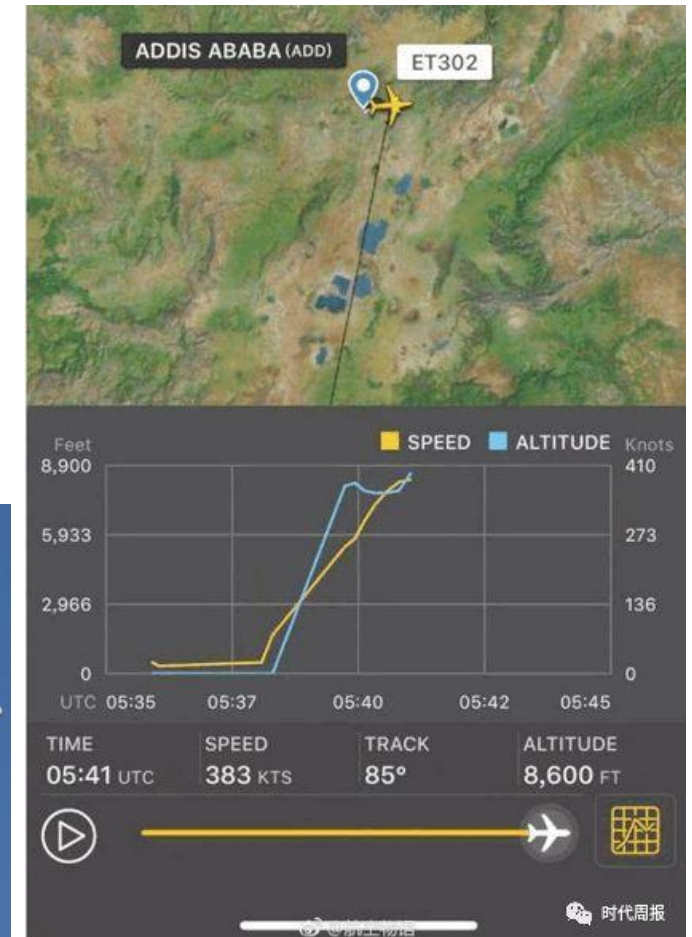 ADDIS ABABA (ADD)
ET302
Feet SPEED ALTITUDE Knots
8,900 410
5,933 273
2,966 136
0 0
UTC 05:35 05:37 05:40 05:42 05:45
TIME SPEED TRACK ALTITUDE
05:41 UTC 383 KTS 85° 8,600 FT
时代周报